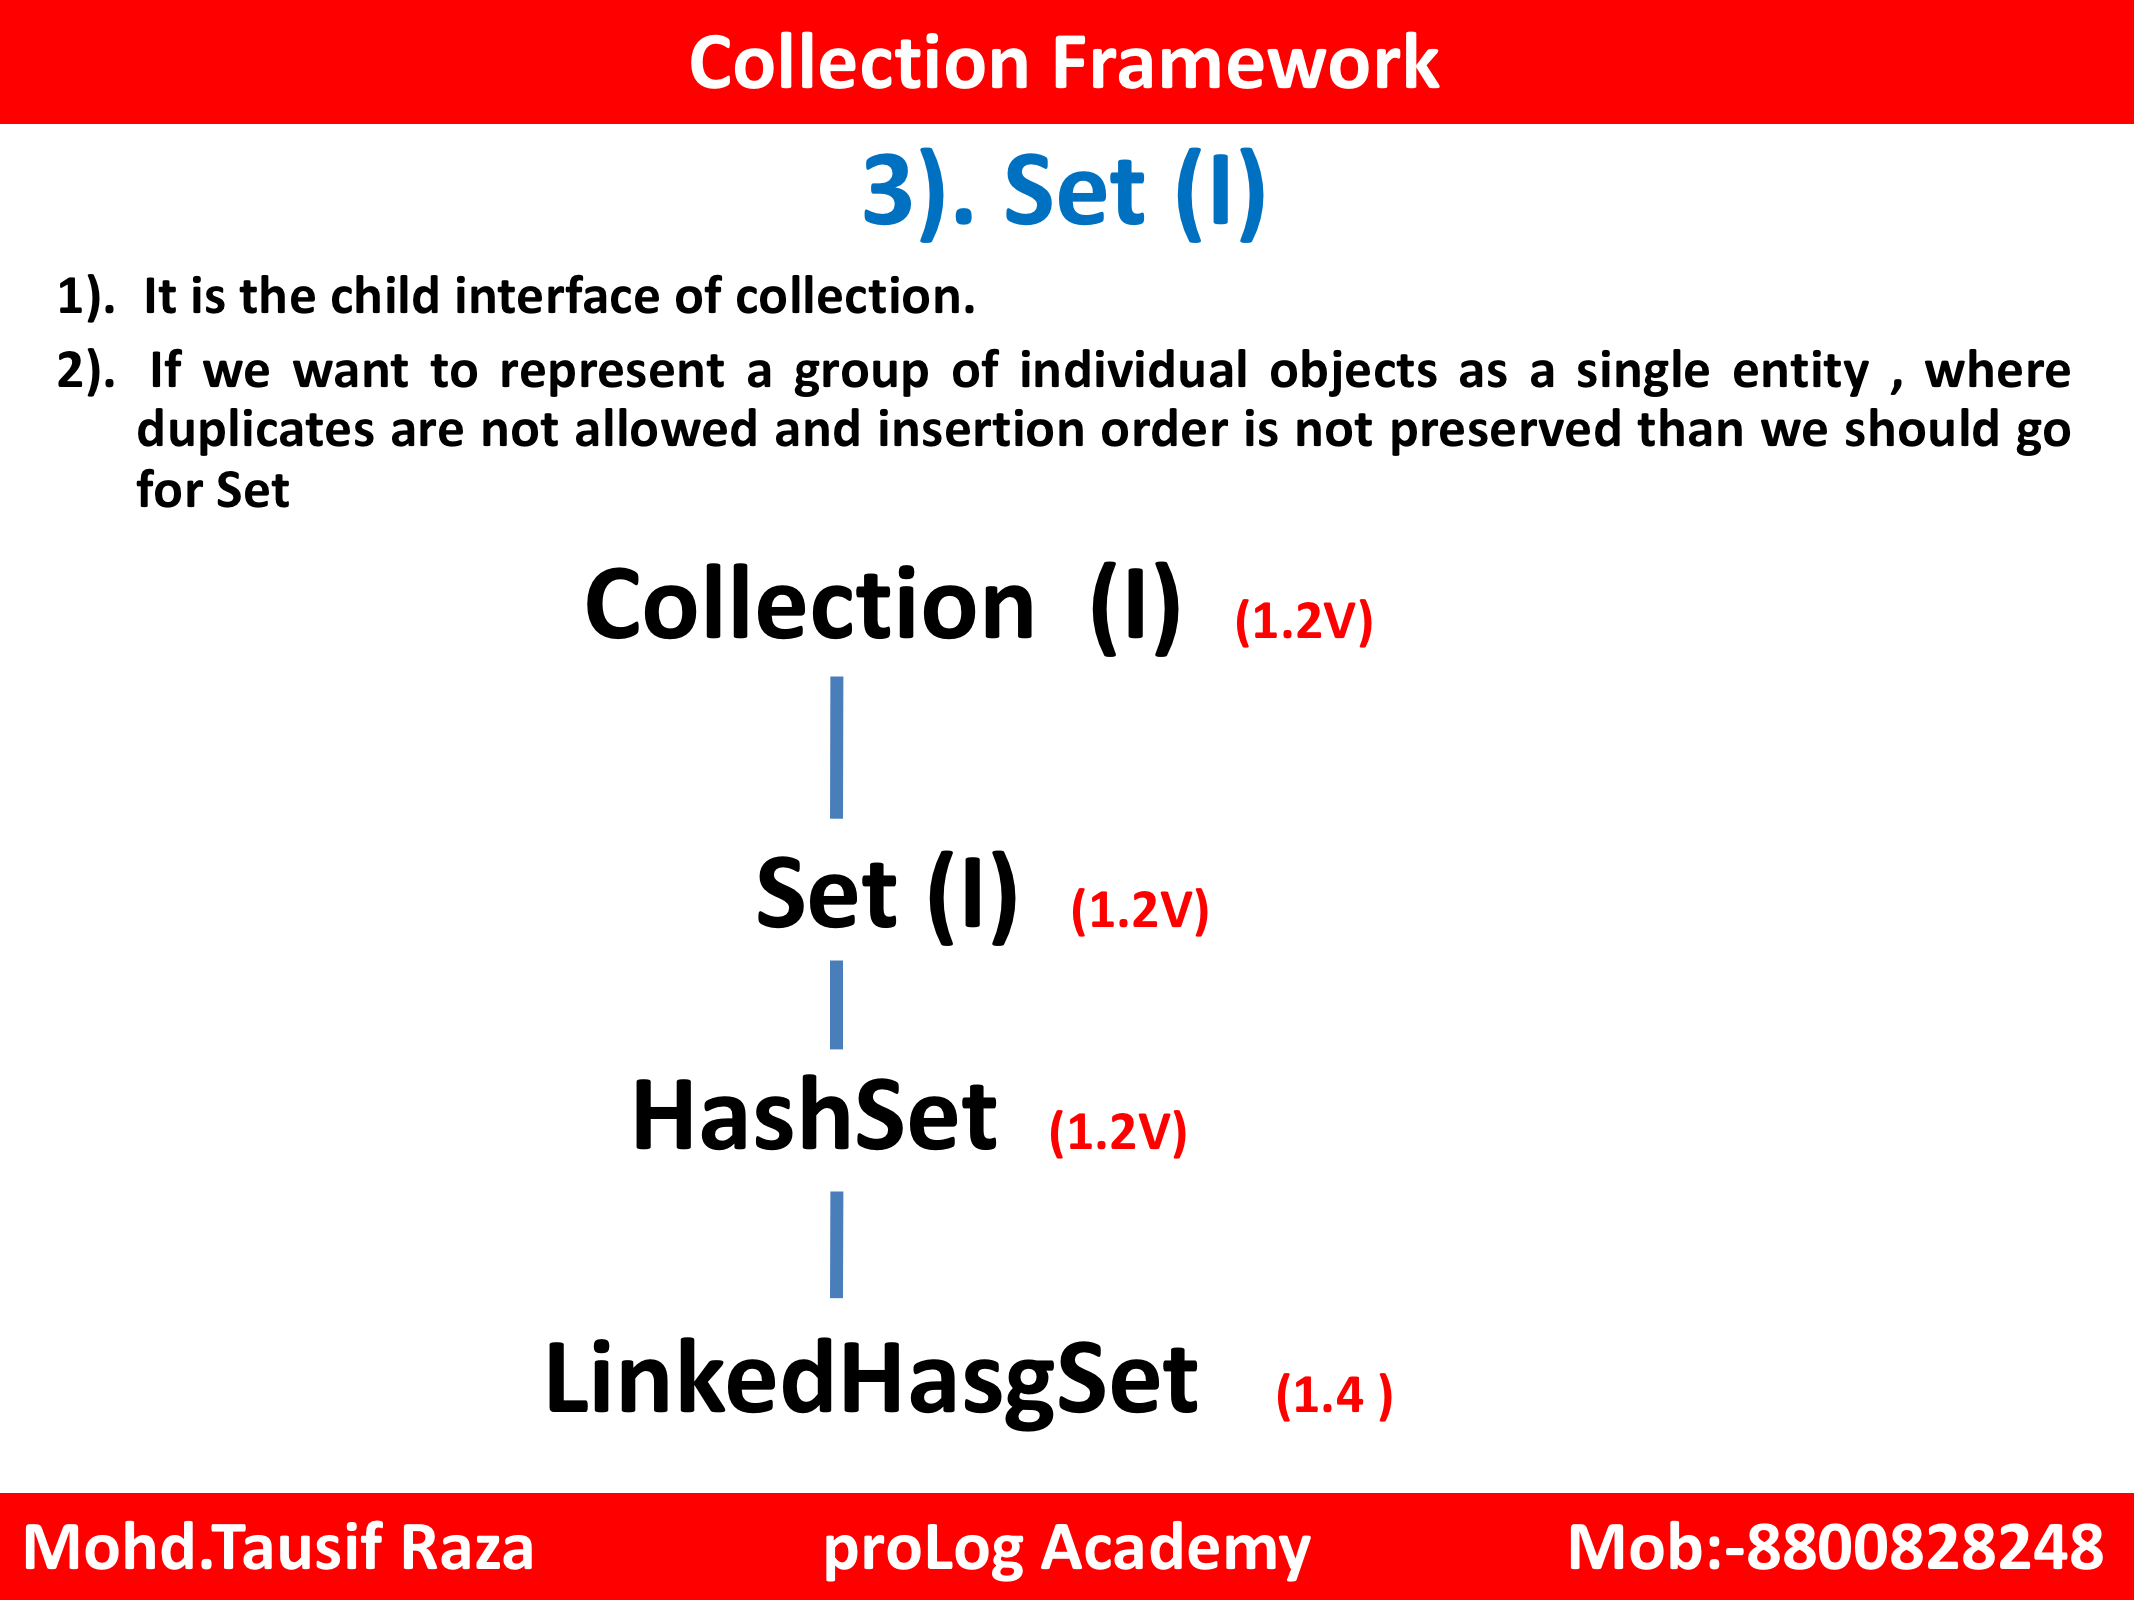 Collection Framework
3). Set (I)
1). It is the child interface of collection.
2). If we want to represent a group of individual objects as a single entity , where
duplicates are not allowed and insertion order is not preserved than we should go
for Set
Collection (I) (1.2V)
Set (I) (1.2V)
HashSet (1.2V)
LinkedHasgSet (1.4 )
Mohd.Tausif Raza proLog Academy Mob:-8800828248